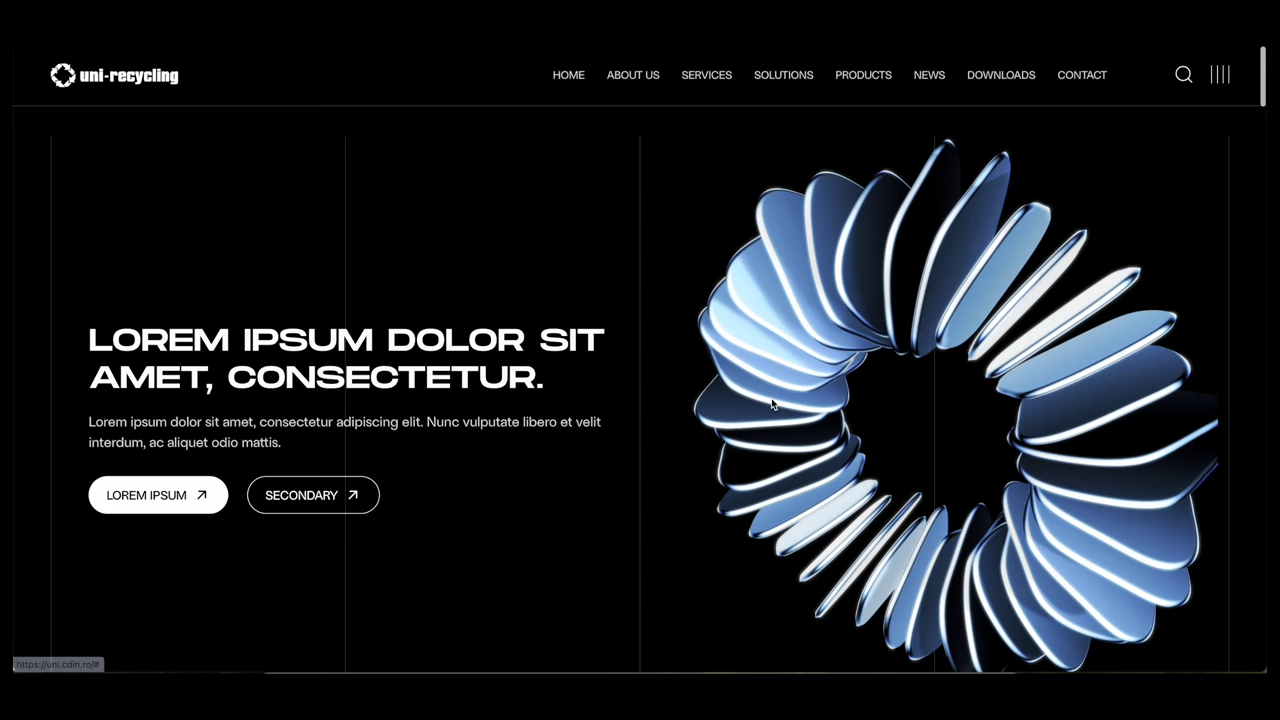 uni-recycling
HOME ABOUT US SERVICES SOLUTIONS PRODUCTS NEWS DOWNLOADS CONTACT
LOREM IPSUM DOLOR SIT
AMET, CONSECTETUR.
Lorem ipsum dolor sit amet, consectetur adipiscing elit. Nunc vulputate libero et velit
interdum, ac aliquet odio mattis.
LOREM IPSUM SECONDARY
https://uni.cdin.ro/#